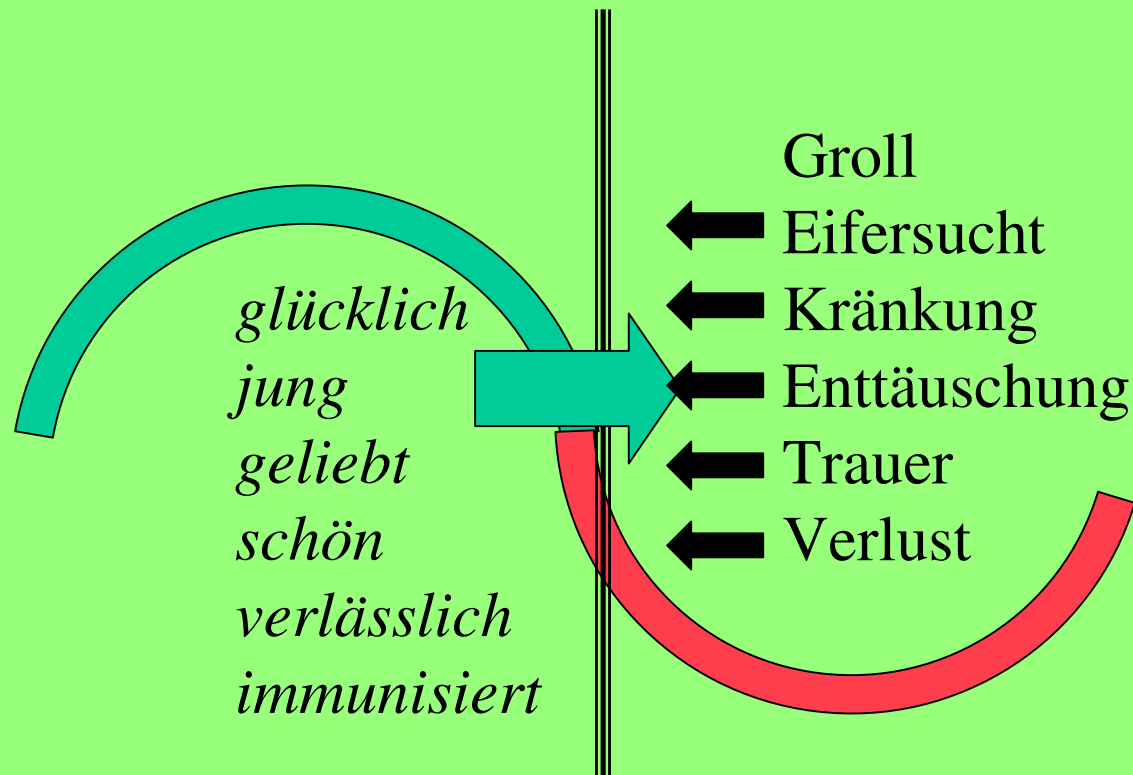 glücklich
jung
geliebt
schön
verlässlich
immunisiert
Groll
Eifersucht
Kränkung
Enttäuschung
Trauer
Verlust